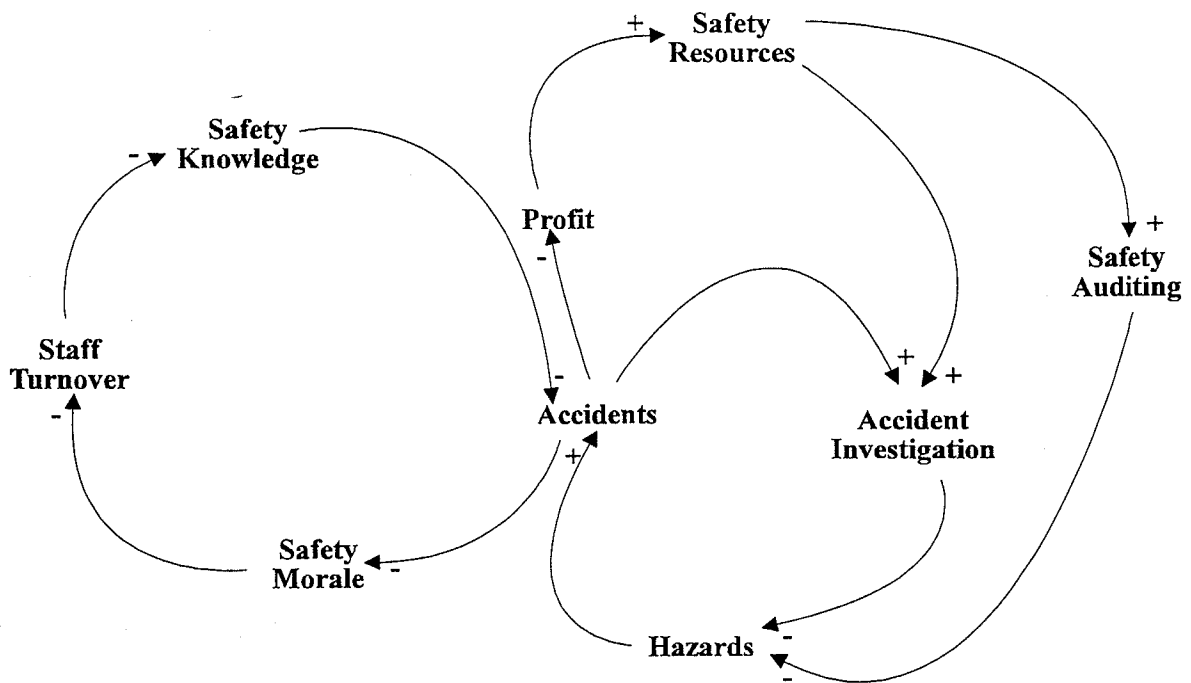 +
Safety
Resources
Safety
Knowledge
-
Profit
-
+
Safety
Auditing
Staff
Turnover
-
+
+
-
Accidents
Accident
Investigation
+
Safety
Morale
-
Hazards
-
-